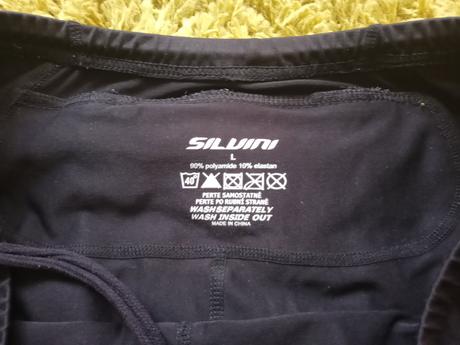 SILVINI
L
90% polyamide 10% elastan
40
PERTE SAMOSTATNĚ
PERTE PO RUBNÍ STRANĚ
WASH SEPARATELY
WASH INSIDE OUT
MADE IN CHINA